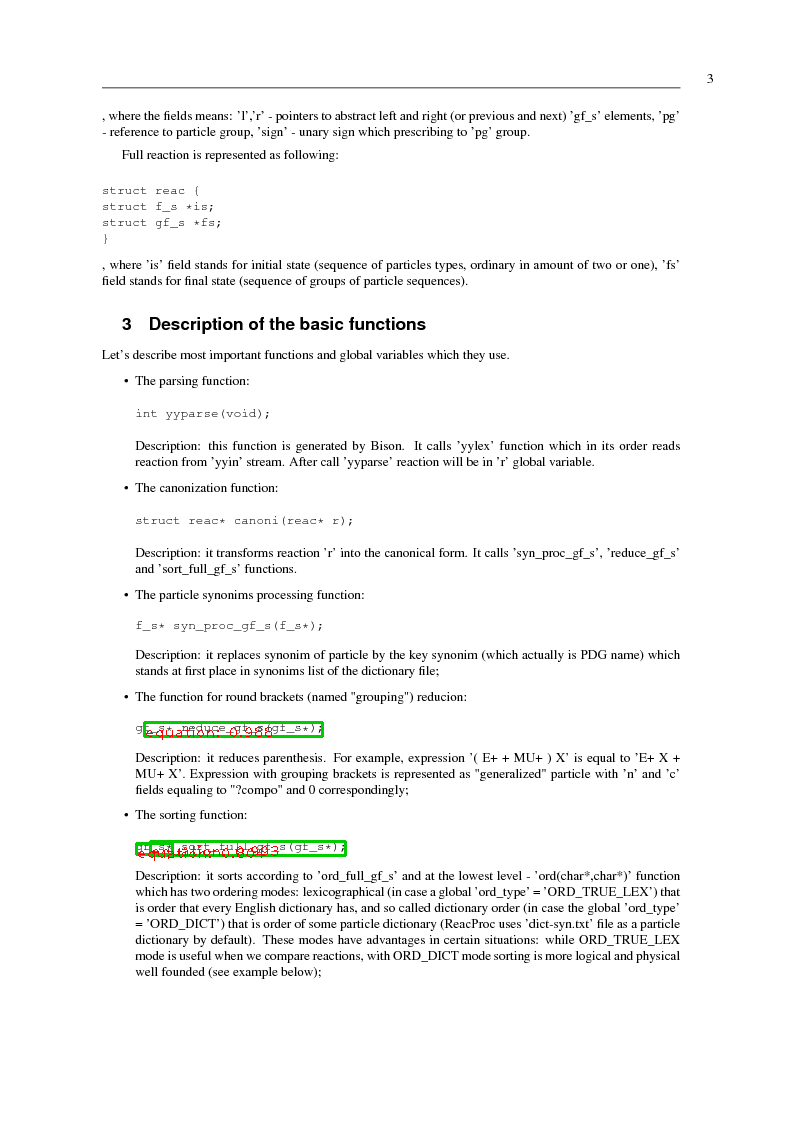 3
, where the fields means: ’l’,’r’ - pointers to abstract left and right (or previous and next) ’gf_s’ elements, ’pg’
- reference to particle group, ’sign’ - unary sign which prescribing to ’pg’ group.
Full reaction is represented as following:
struct reac {
struct f_s *is;
struct gf_s *fs;
}
, where ’is’ field stands for initial state (sequence of particles types, ordinary in amount of two or one), ’fs’
field stands for final state (sequence of groups of particle sequences).
3 Description of the basic functions
Let’s describe most important functions and global variables which they use.
• The parsing function:
int yyparse(void);
Description: this function is generated by Bison. It calls ’yylex’ function which in its order reads
reaction from ’yyin’ stream. After call ’yyparse’ reaction will be in ’r’ global variable.
• The canonization function:
struct reac* canoni(reac* r);
Description: it transforms reaction ’r’ into the canonical form. It calls ’syn_proc_gf_s’, ’reduce_gf_s’
and ’sort_full_gf_s’ functions.
• The particle synonims processing function:
f_s* syn_proc_gf_s(f_s*);
Description: it replaces synonim of particle by the key synonim (which actually is PDG name) which
stands at first place in synonims list of the dictionary file;
• The function for round brackets (named "grouping") reducion:
gf_s* reduce_gf_s(gf_s*);
equation: 0.988
Description: it reduces parenthesis. For example, expression ’( E+ + MU+ ) X’ is equal to ’E+ X +
MU+ X’. Expression with grouping brackets is represented as "generalized" particle with ’n’ and ’c’
fields equaling to "?compo" and 0 correspondingly;
• The sorting function:
gf_s* sort_full_gf_s(gf_s*);
Description: it sorts according to ’ord_full_gf_s’ and at the lowest level - ’ord(char*,char*)’ function
which has two ordering modes: lexicographical (in case a global ’ord_type’ = ’ORD_TRUE_LEX’) that
is order that every English dictionary has, and so called dictionary order (in case the global ’ord_type’
= ’ORD_DICT’) that is order of some particle dictionary (ReacProc uses ’dict-syn.txt’ file as a particle
dictionary by default). These modes have advantages in certain situations: while ORD_TRUE_LEX
mode is useful when we compare reactions, with ORD_DICT mode sorting is more logical and physical
well founded (see example below);